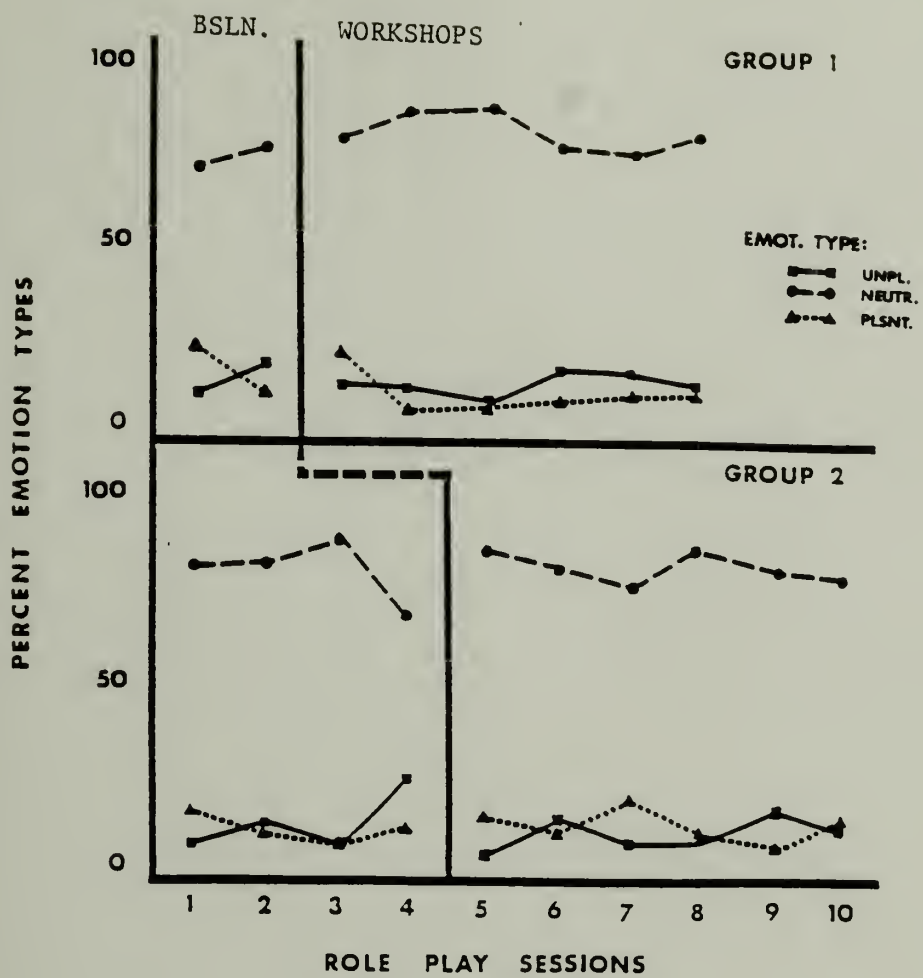 BSLN. WORKSHOPS
100 GROUP 1
50
EMOT. TYPE:
UNPL.
NEUTR.
PLSNT.
0
PERCENT EMOTION TYPES
100 GROUP 2
50
0
1 2 3 4 5 6 7 8 9 10
ROLE PLAY SESSIONS